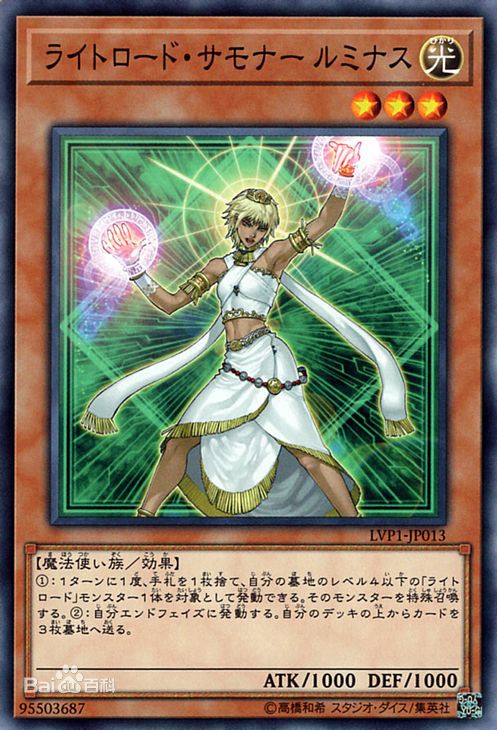 ライトロード・サモナー ルミナス
ひかり
光
LVP1-JP013
【魔法使い族／効果】
①:1ターンに1度、手札を1枚捨て、自分の墓地のレベル4以下の「ライト
ロード」モンスター1体を対象として発動できる。そのモンスターを特殊召喚
する。②:自分エンドフェイズに発動する。自分のデッキの上からカードを
3枚墓地へ送る。
ATK/1000 DEF/1000
Bai百科
95503687
©高橋和希 スタジオ・ダイス/集英社